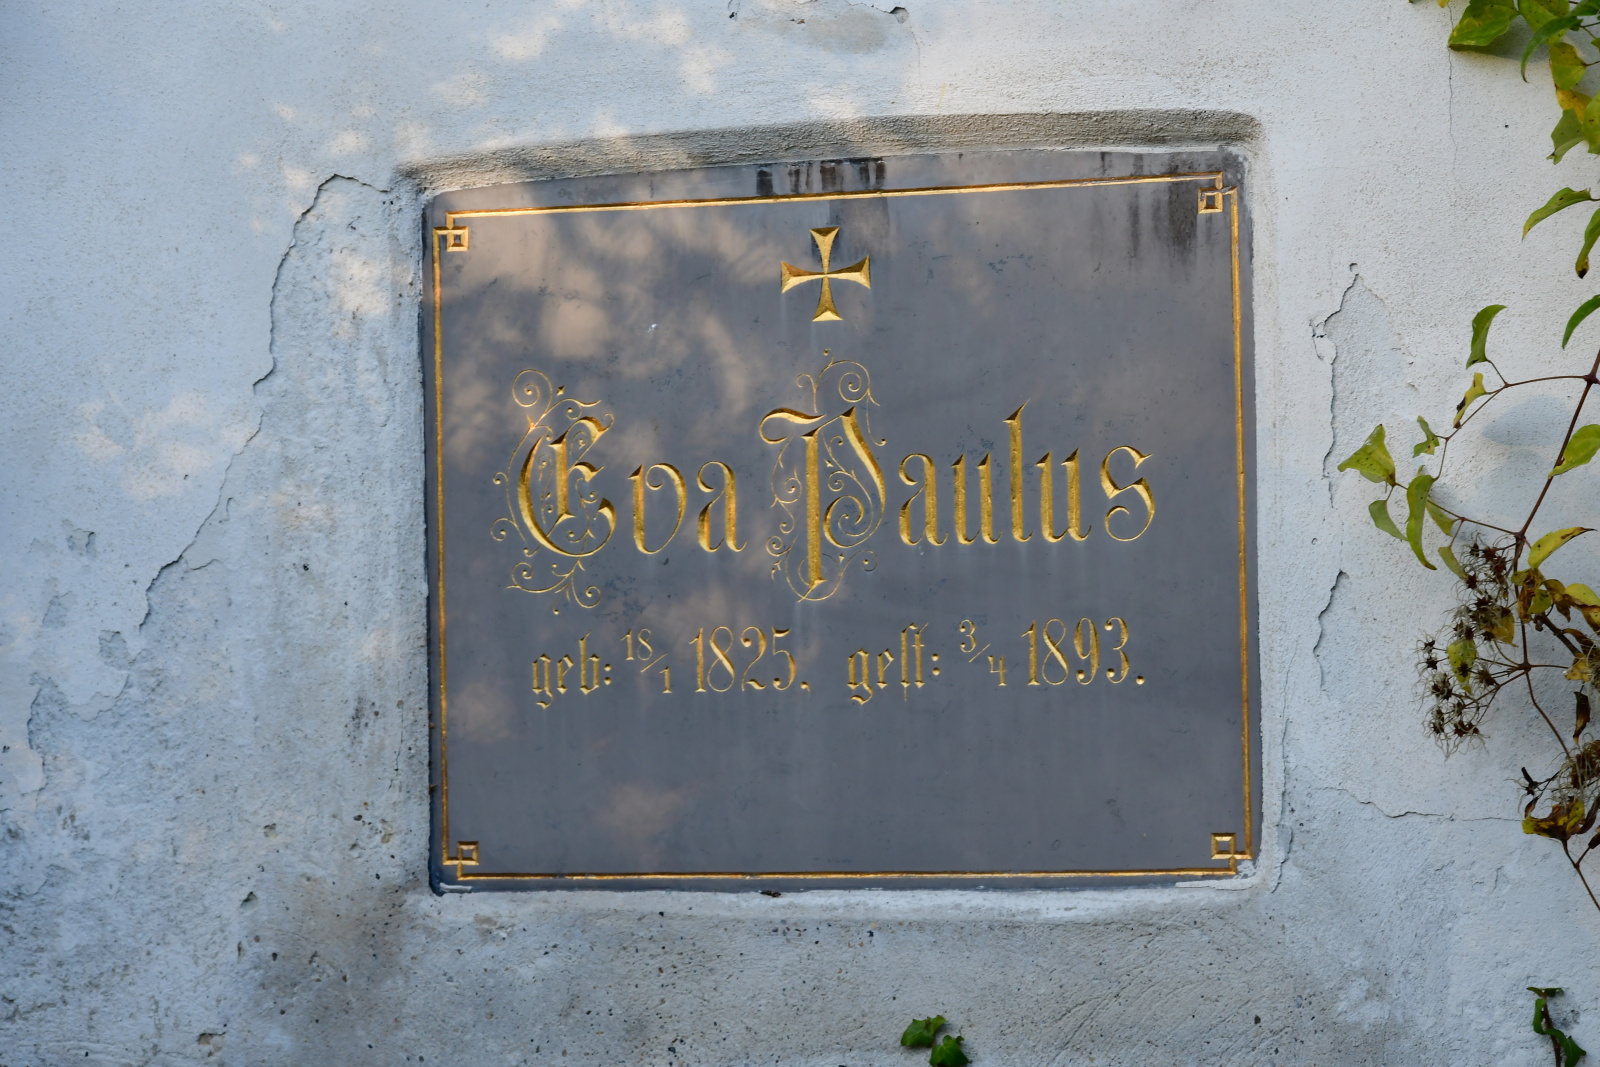 Eva Paulus
geb: 18/1 1825. gest: 3/4 1893.